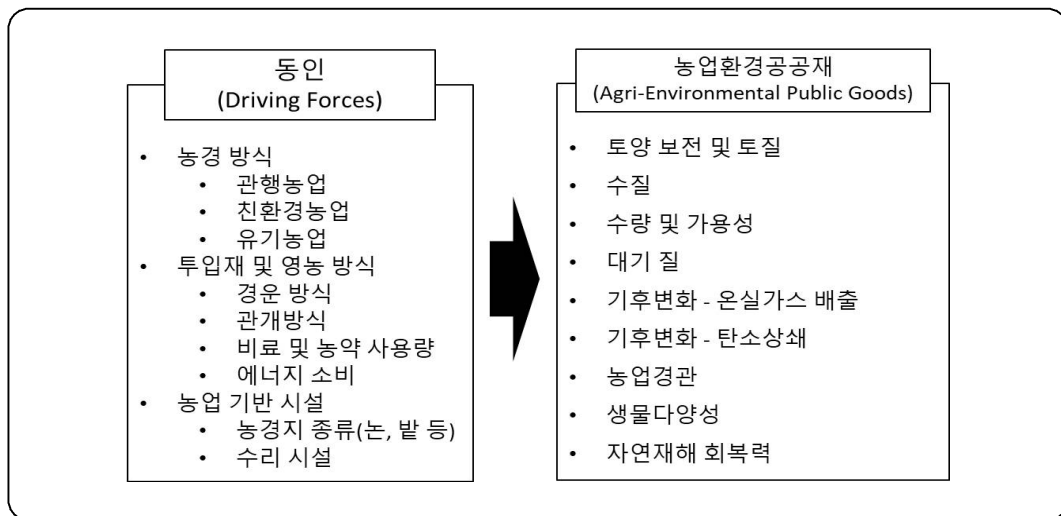 동인
(Driving Forces)
• 농경 방식
• 관행농업
• 친환경농업
• 유기농업
• 투입재 및 영농 방식
• 경운 방식
• 관개방식
• 비료 및 농약 사용량
• 에너지 소비
• 농업 기반 시설
• 농경지 종류(논, 밭 등)
• 수리 시설
농업환경공공재
(Agri-Environmental Public Goods)
• 토양 보전 및 토질
• 수질
• 수량 및 가용성
• 대기 질
• 기후변화 - 온실가스 배출
• 기후변화 - 탄소상쇄
• 농업경관
• 생물다양성
• 자연재해 회복력